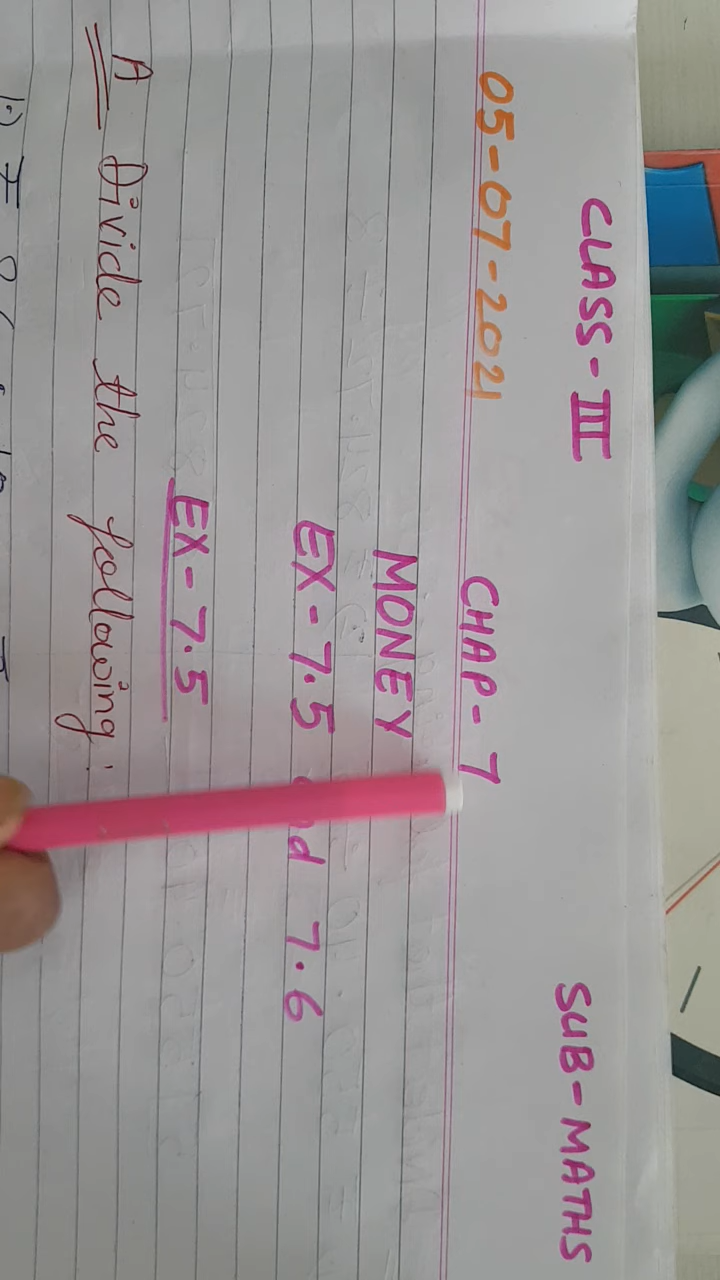 CLASS-III SUB-MATHS
05-07-2021 CHAP-7
MONEY
EX-7.5 and 7.6
EX-7.5
A Divide the following: